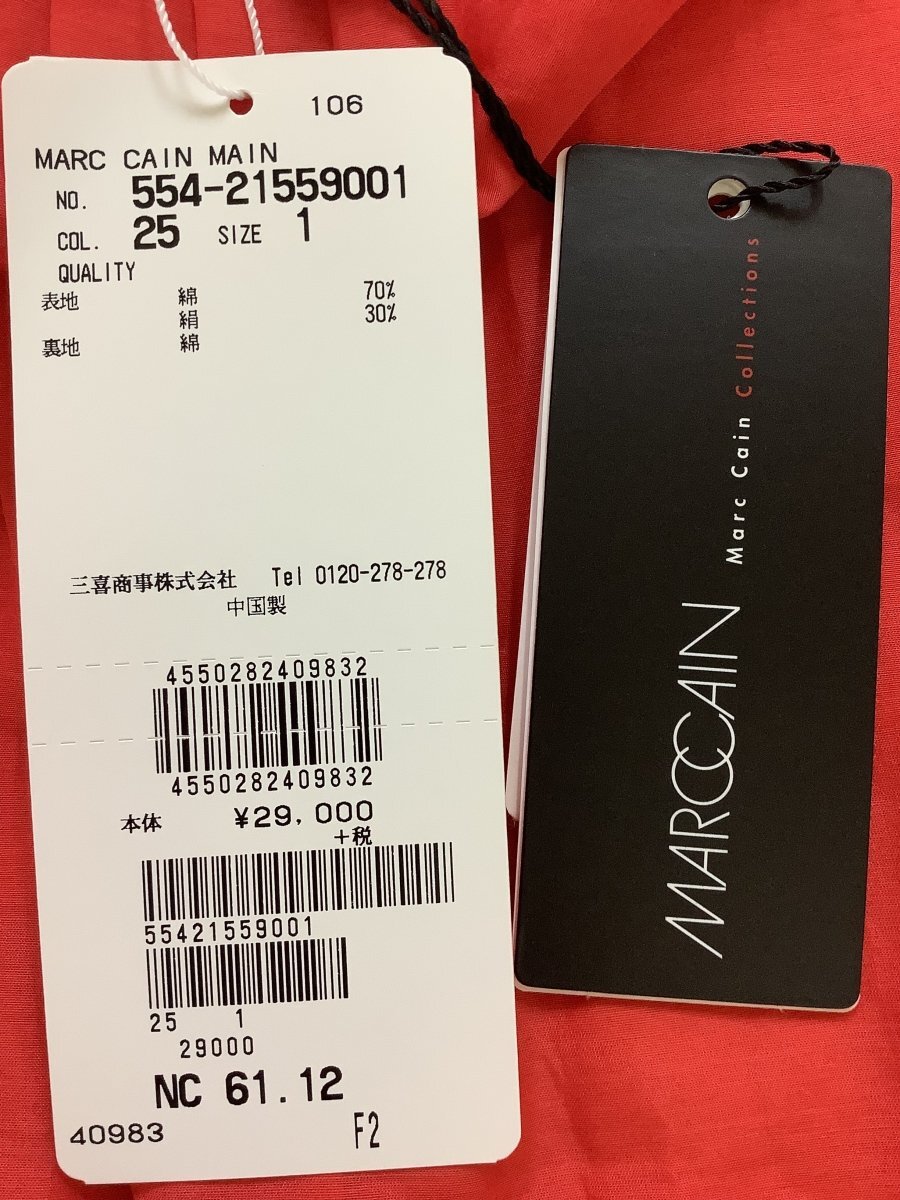 106
MARC CAIN MAIN
NO. 554-21559001
COL. 25 SIZE 1
QUALITY
表地 綿 70%
絹 30%
裏地 綿
三喜商事株式会社 Tel 0120-278-278
中国製
4550282409832
4550282409832
本体 ¥29,000
+税
55421559001
25 1
29000
NC 61.12
40983 F2
MARCCAIN
Marc Cain Collections